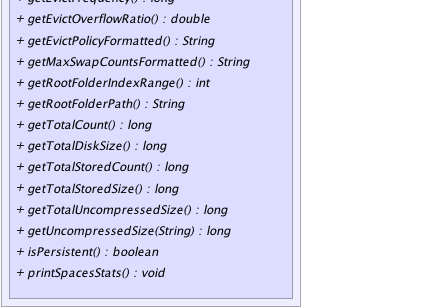 + getEvictFrequency() : long
+ getEvictOverflowRatio() : double
+ getEvictPolicyFormatted() : String
+ getMaxSwapCountsFormatted() : String
+ getRootFolderIndexRange() : int
+ getRootFolderPath() : String
+ getTotalCount() : long
+ getTotalDiskSize() : long
+ getTotalStoredCount() : long
+ getTotalStoredSize() : long
+ getTotalUncompressedSize() : long
+ getUncompressedSize(String) : long
+ isPersistent() : boolean
+ printSpacesStats() : void